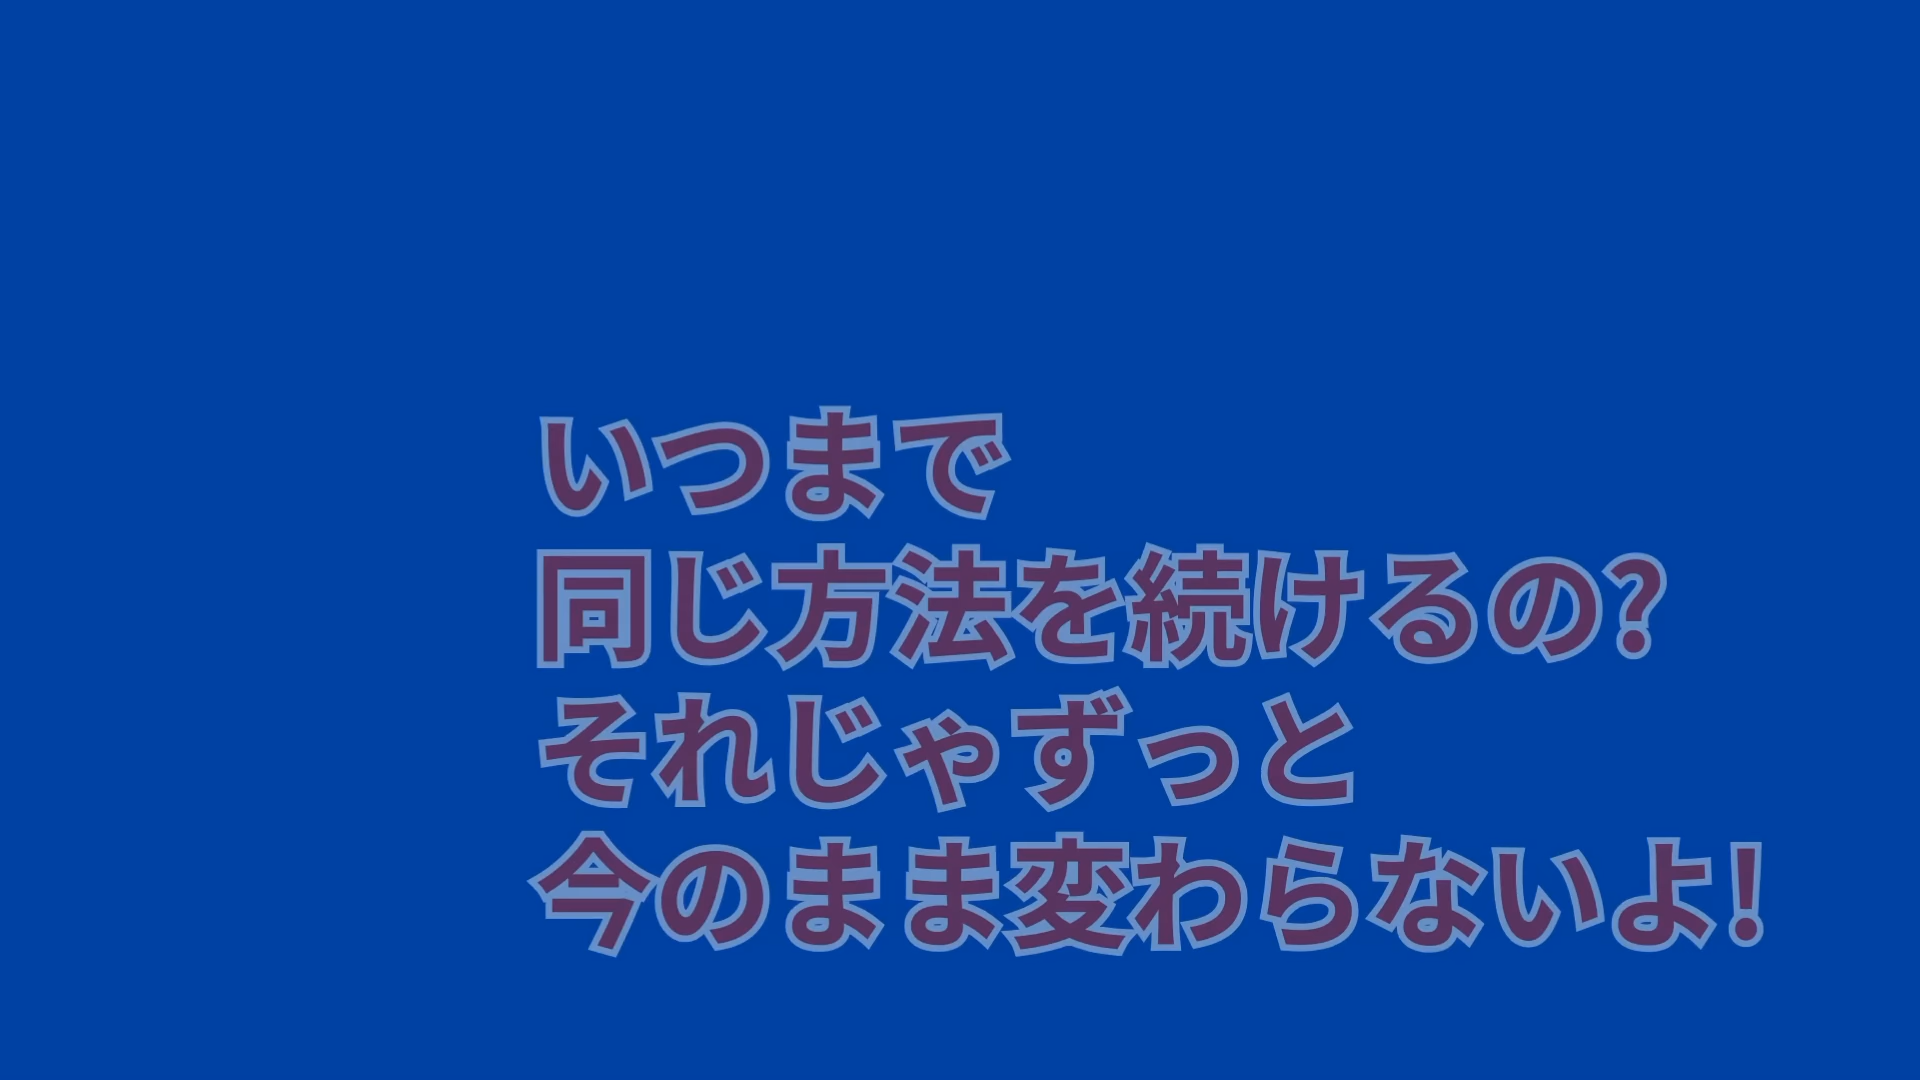 いつまで
同じ方法を続けるの?
それじゃずっと
今のまま変わらないよ!